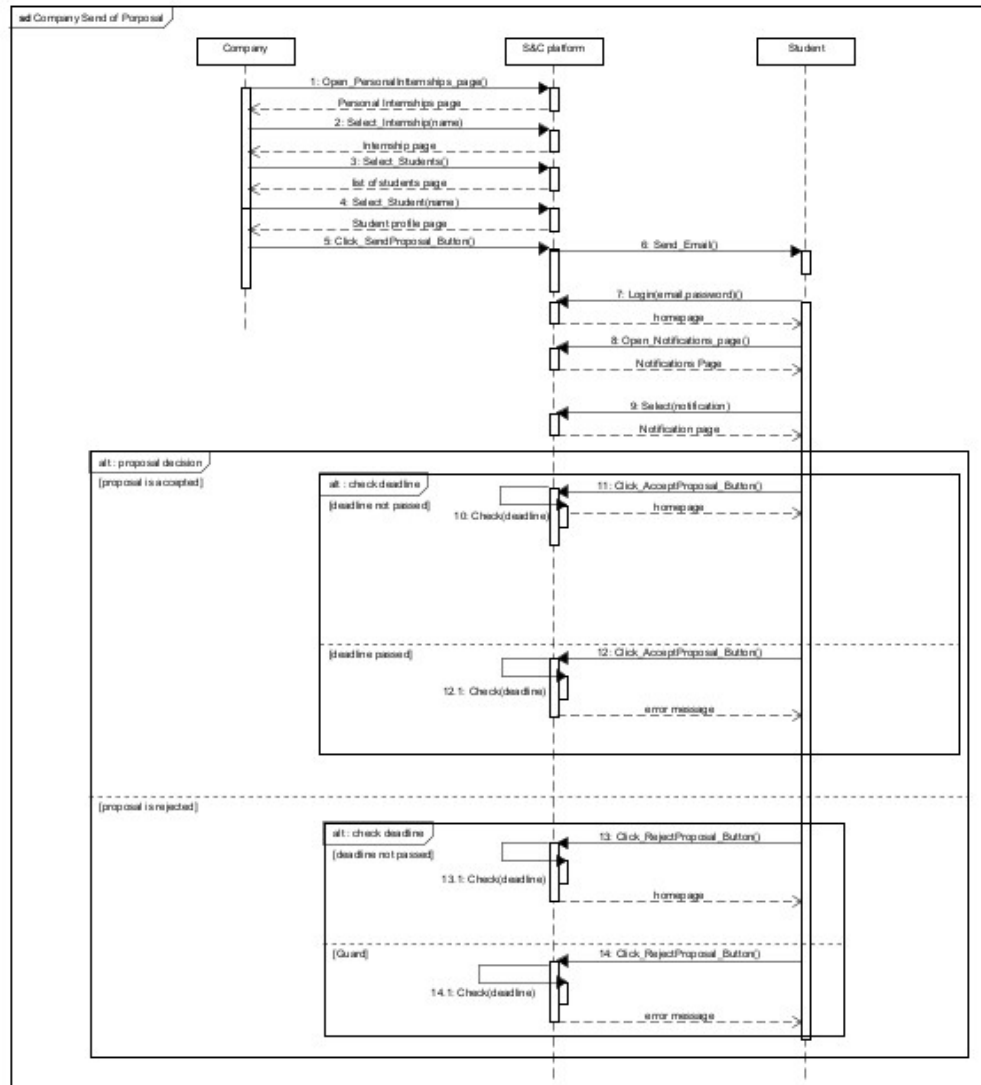 sd Company Send of Porposal
Company
S&C platform
Student
1: Open_PersonalInternships_page()
Personal Internships page
2: Select_Internship(name)
Internship page
3: Select_Students()
list of students page
4: Select_Student(name)
Student profile page
5: Click_SendProposal_Button()
6: Send_Email()
7: Login(email,password)()
homepage
8: Open_Notifications_page()
Notifications Page
9: Select(notification)
Notification page
alt : proposal decision
[proposal is accepted]
alt : check deadline
[deadline not passed]
11: Click_AcceptProposal_Button()
homepage
10: Check(deadline)
[deadline passed]
12: Click_AcceptProposal_Button()
12.1: Check(deadline)
error message
[proposal is rejected]
alt : check deadline
[deadline not passed]
13: Click_RejectProposal_Button()
13.1: Check(deadline)
homepage
[Guard]
14: Click_RejectProposal_Button()
14.1: Check(deadline)
error message